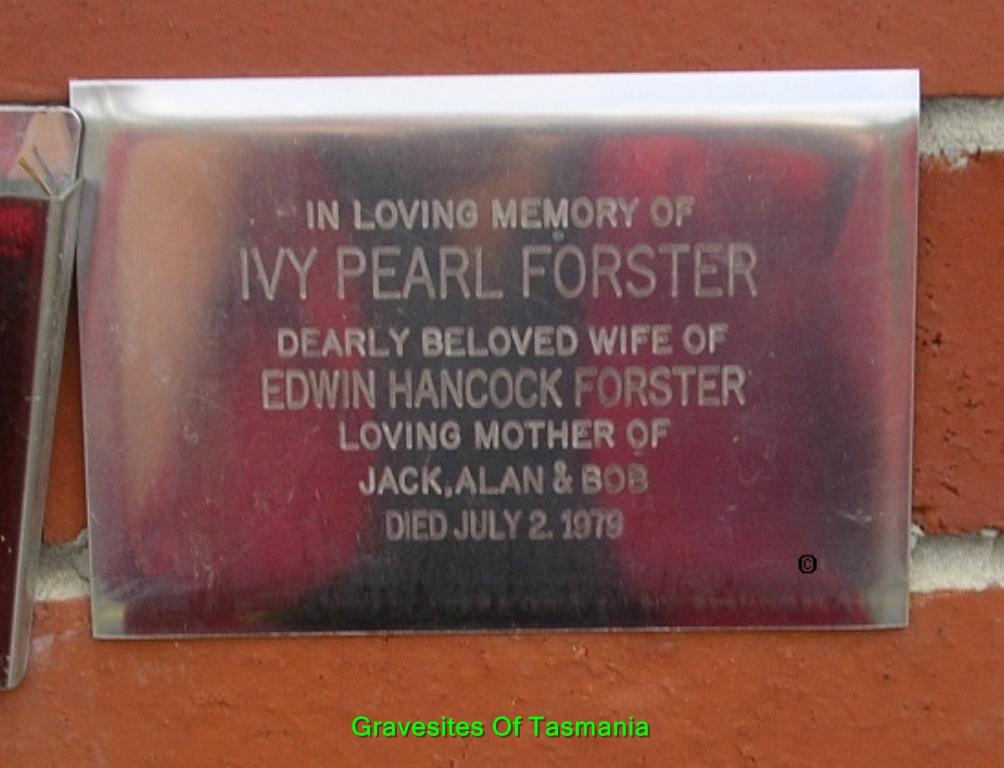 IN LOVING MEMORY OF
IVY PEARL FORSTER
DEARLY BELOVED WIFE OF
EDWIN HANCOCK FORSTER
LOVING MOTHER OF
JACK, ALAN & BOB
DIED JULY 2. 1979
©
Gravesites Of Tasmania